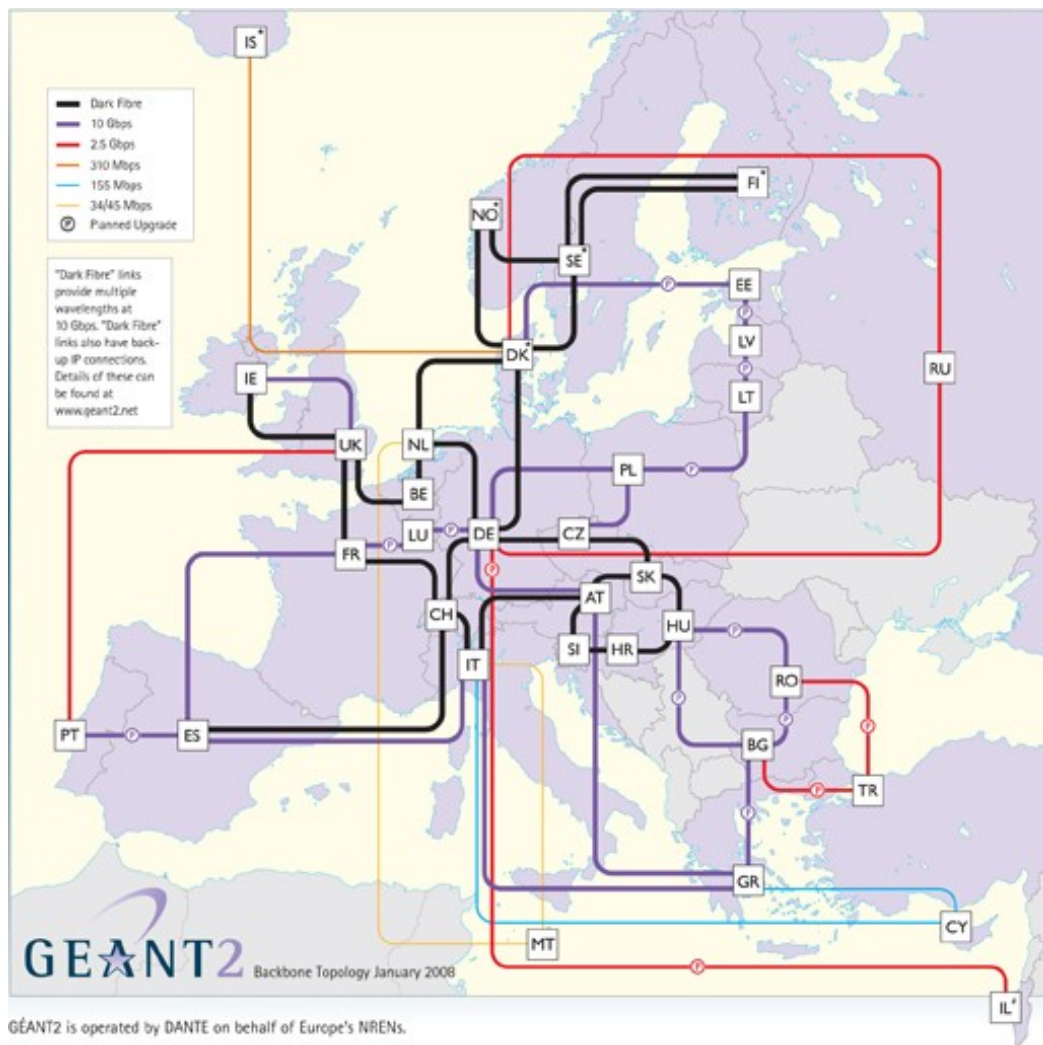 IS*
Dark Fibre
10 Gbps
2.5 Gbps
310 Mbps
155 Mbps
34/45 Mbps
P Planned Upgrade
"Dark Fibre" links
provide multiple
wavelengths at
10 Gbps. "Dark Fibre"
links also have back-
up IP connections.
Details of these can
be found at
www.geant2.net
FI*
NO*
SE*
P
EE
P
LV
DK*
P
RU
IE
LT
UK
NL
PL
P
BE
LU
P
DE
CZ
P
FR
P
SK
AT
CH
HU
P
SI
HR
IT
RO
P
P
P
PT
P
ES
BG
P
TR
P
GR
CY
MT
GEANT2
Backbone Topology January 2008
P
IL*
GÉANT2 is operated by DANTE on behalf of Europe's NRENs.